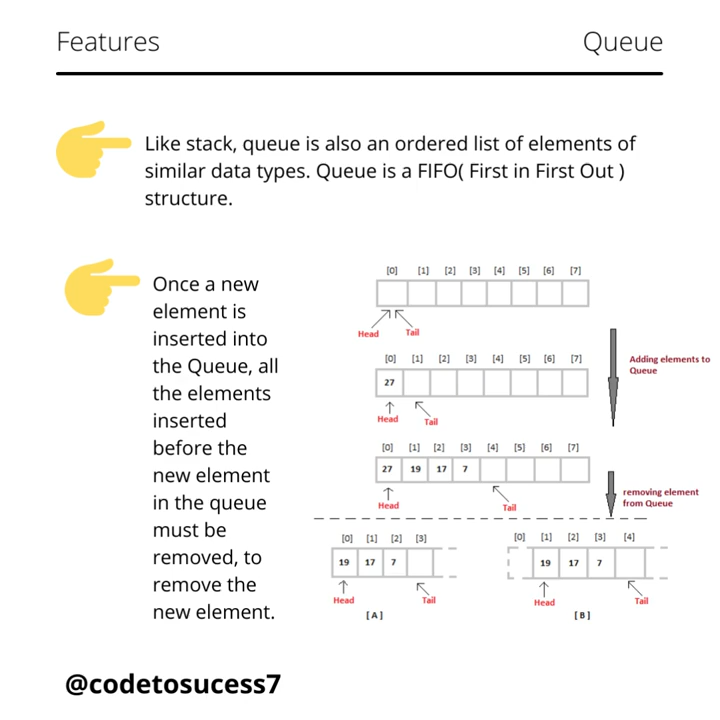 Features
Queue
Like stack, queue is also an ordered list of elements of
similar data types. Queue is a FIFO( First in First Out )
structure.
Once a new
element is
inserted into
the Queue, all
the elements
inserted
before the
new element
in the queue
must be
removed, to
remove the
new element.
[0] [1] [2] [3] [4] [5] [6] [7]
Head Tail
Adding elements to
Queue
[0] [1] [2] [3] [4] [5] [6] [7]
27
Head Tail
[0] [1] [2] [3] [4] [5] [6] [7]
27 19 17 7
Head Tail
removing element
from Queue
[0] [1] [2] [3]
19 17 7
Head Tail
[A]
[0] [1] [2] [3] [4]
19 17 7
Head Tail
[B]
@codetosucess7